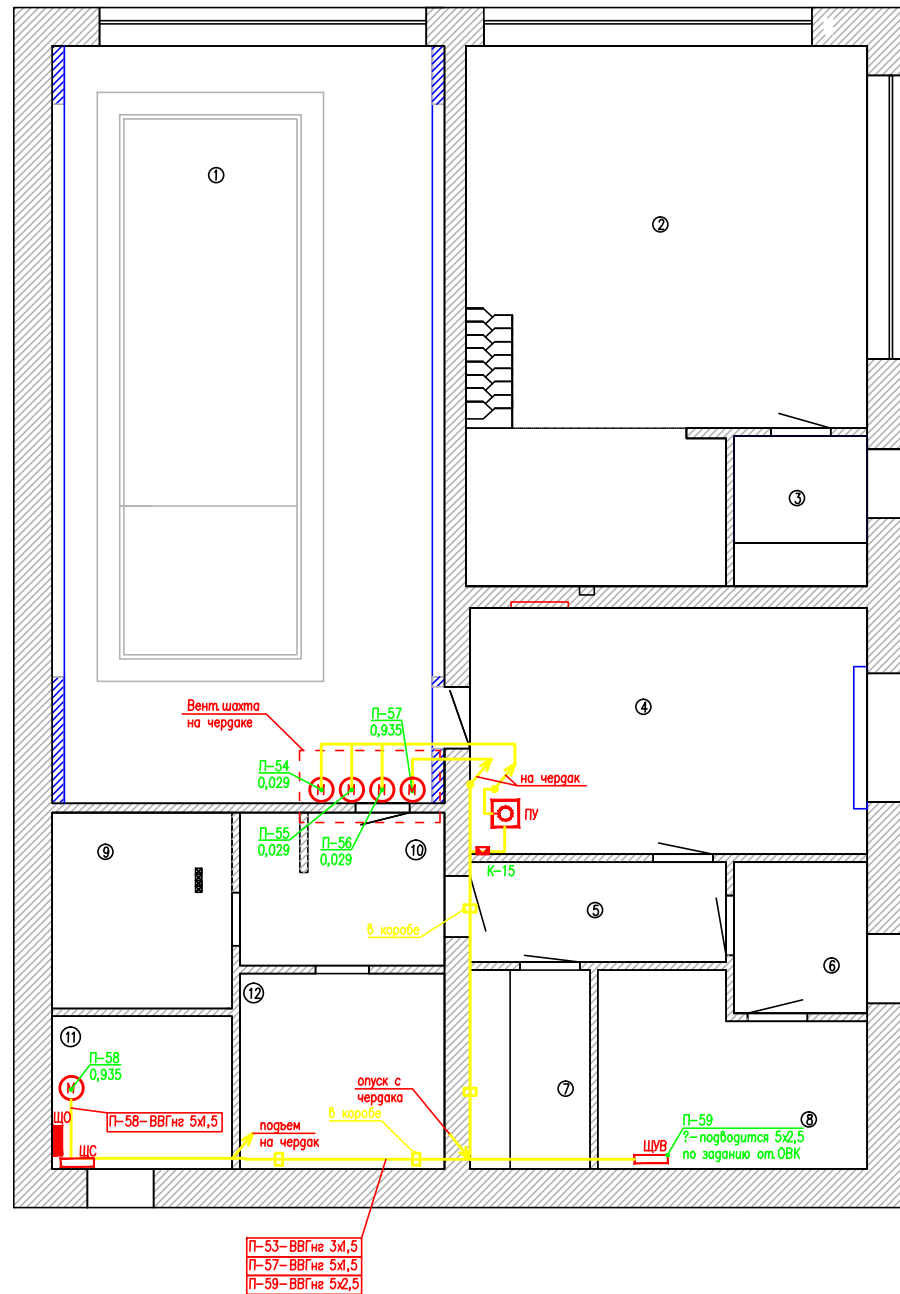 1
2
3
Вент. шахта
на чердаке
П-57
0,935
4
П-54
0,029
М
М
М
М
на чердак
ПУ
П-55
0,029
П-56
0,029
9
10
К-15
5
в коробе
6
12
11
П-58
0,935
М
опуск с
чердака
7
ЩО
П-58-ВВГнг 5х1,5
подъем
на чердак
в коробе
П-59
8
?-подводится 5х2,5
по заданию от. ОВК
ЩС
ЩУВ
П-53-ВВГнг 3х1,5
П-57-ВВГнг 5х1,5
П-59-ВВГнг 5х2,5